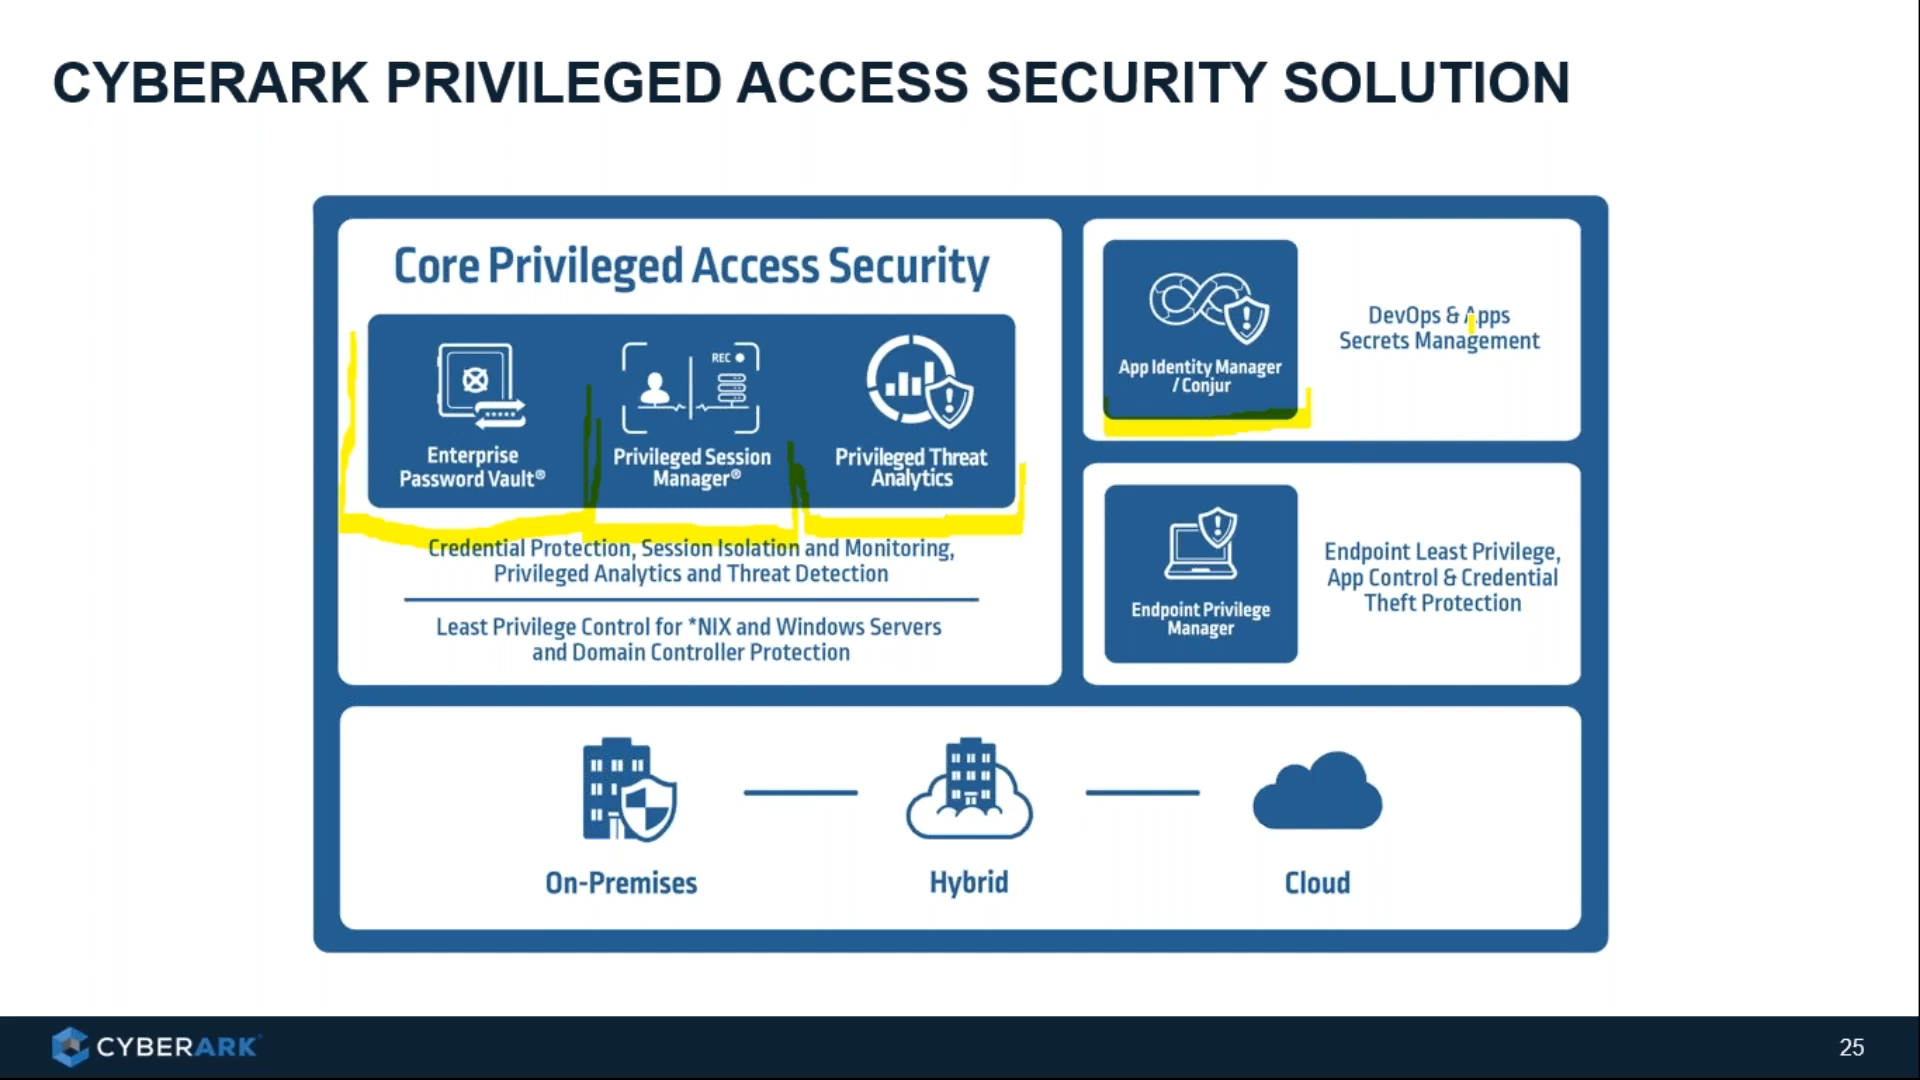 CYBERARK PRIVILEGED ACCESS SECURITY SOLUTION
Core Privileged Access Security
REC
Enterprise
Password Vault®
Privileged Session
Manager®
Privileged Threat
Analytics
Credential Protection, Session Isolation and Monitoring,
Privileged Analytics and Threat Detection
Least Privilege Control for *NIX and Windows Servers
and Domain Controller Protection
App Identity Manager
/ Conjur
DevOps & Apps
Secrets Management
Endpoint Privilege
Manager
Endpoint Least Privilege,
App Control & Credential
Theft Protection
On-Premises
Hybrid
Cloud
CYBERARK
25